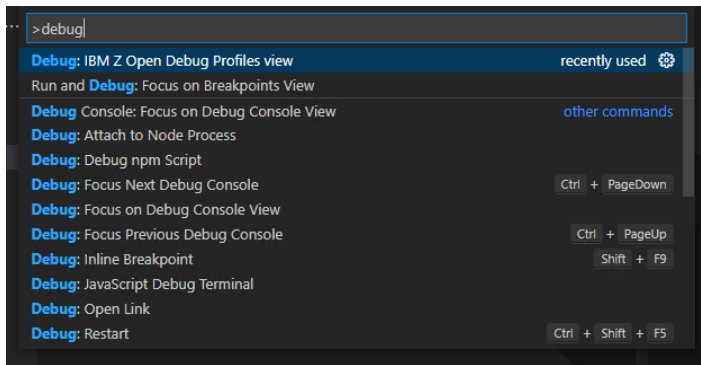 >debug
Debug: IBM Z Open Debug Profiles view recently used
Run and Debug: Focus on Breakpoints View
Debug Console: Focus on Debug Console View other commands
Debug: Attach to Node Process
Debug: Debug npm Script
Debug: Focus Next Debug Console Ctrl + PageDown
Debug: Focus on Debug Console View
Debug: Focus Previous Debug Console Ctrl + PageUp
Debug: Inline Breakpoint Shift + F9
Debug: JavaScript Debug Terminal
Debug: Open Link
Debug: Restart Ctrl + Shift + F5